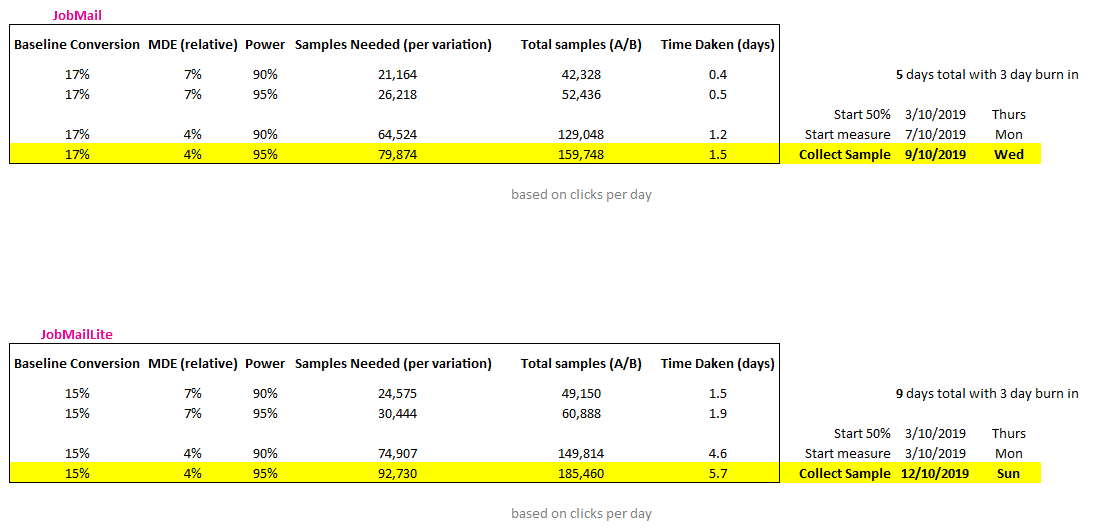 JobMail
Baseline Conversion MDE (relative) Power Samples Needed (per variation) Total samples (A/B) Time Daken (days)
17% 7% 90% 21,164 42,328 0.4 5 days total with 3 day burn in
17% 7% 95% 26,218 52,436 0.5
Start 50% 3/10/2019 Thurs
17% 4% 90% 64,524 129,048 1.2 Start measure 7/10/2019 Mon
17% 4% 95% 79,874 159,748 1.5 Collect Sample 9/10/2019 Wed
based on clicks per day
JobMailLite
Baseline Conversion MDE (relative) Power Samples Needed (per variation) Total samples (A/B) Time Daken (days)
15% 7% 90% 24,575 49,150 1.5 9 days total with 3 day burn in
15% 7% 95% 30,444 60,888 1.9
Start 50% 3/10/2019 Thurs
15% 4% 90% 74,907 149,814 4.6 Start measure 3/10/2019 Mon
15% 4% 95% 92,730 185,460 5.7 Collect Sample 12/10/2019 Sun
based on clicks per day